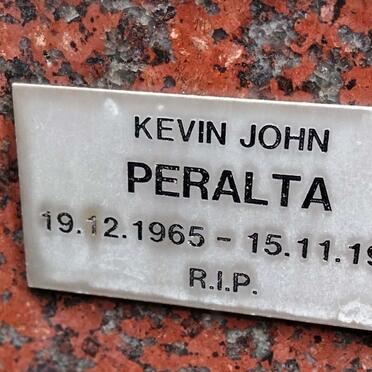 KEVIN JOHN
PERALTA
19.12.1965 - 15.11.19
R.I.P.